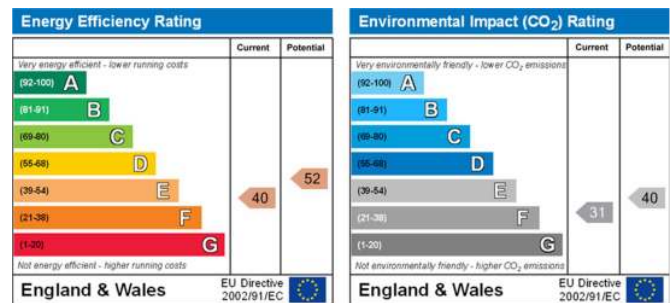 Energy Efficiency Rating
Current Potential
Very energy efficient - lower running costs
(92-100) A
(81-91) B
(69-80) C
(55-68) D
52
(39-54) E
40
(21-38) F
(1-20) G
Not energy efficient - higher running costs
England & Wales
EU Directive
2002/91/EC
Environmental Impact (CO2) Rating
Current Potential
Very environmentally friendly - lower CO2 emissions
(92-100) A
(81-91) B
(69-80) C
(55-68) D
(39-54) E
40
(21-38) F
31
(1-20) G
Not environmentally friendly - higher CO2 emissions
England & Wales
EU Directive
2002/91/EC